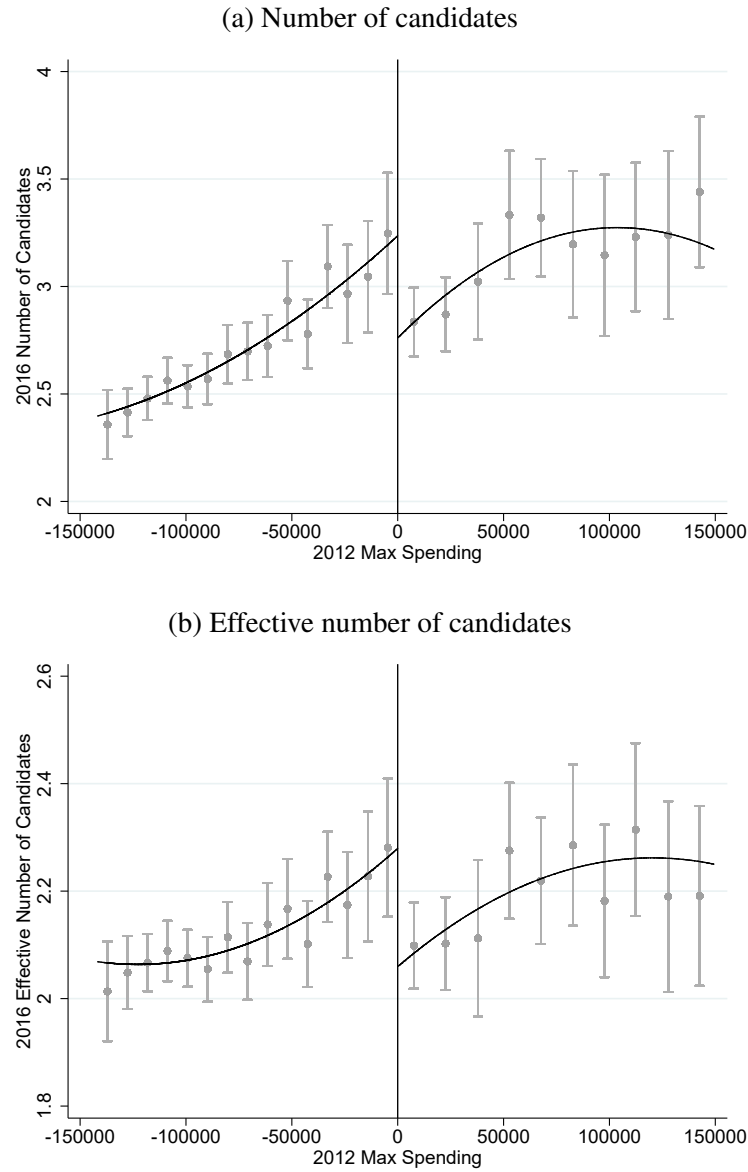 (a) Number of candidates
4
3.5
3
2.5
2
2016 Number of Candidates
-150000 -100000 -50000 0 50000 100000 150000
2012 Max Spending
(b) Effective number of candidates
2.6
2.4
2.2
2
1.8
2016 Effective Number of Candidates
-150000 -100000 -50000 0 50000 100000 150000
2012 Max Spending